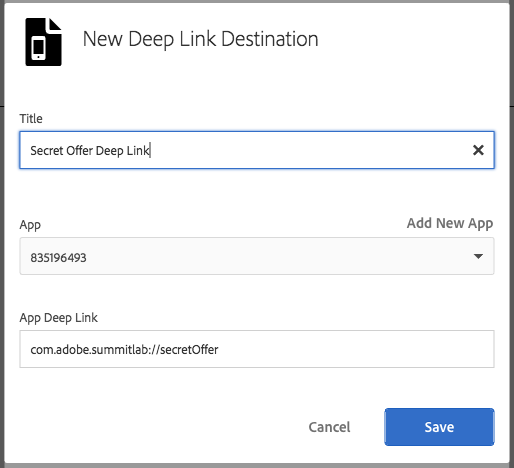 New Deep Link Destination
Title
Secret Offer Deep Link
App
Add New App
835196493
App Deep Link
com.adobe.summitlab://secretOffer
Cancel
Save